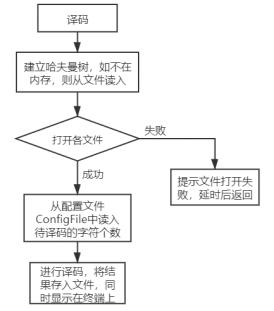 译码
建立哈夫曼树，如不在
内存，则从文件读入
打开各文件
失败
成功
提示文件打开失
败，延时后返回
从配置文件
ConfigFile中读入
待译码的字符个数
进行译码，将结
果存入文件，同
时显示在终端上